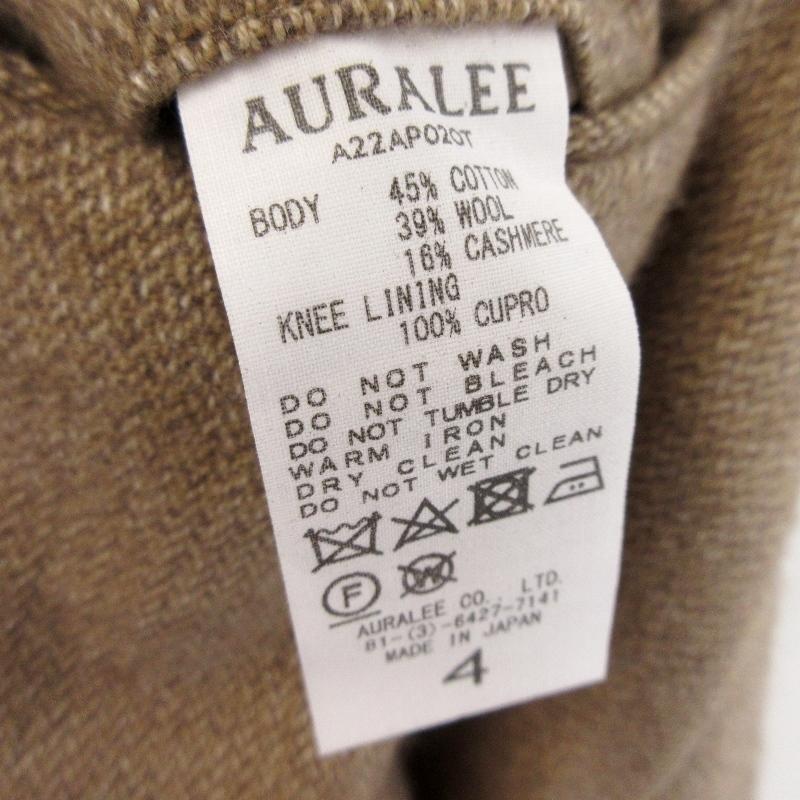 AURALEE
A22AP020T
BODY 45% COTTON
39% WOOL
16% CASHMERE
KNEE LINING
100% CUPRO
DO NOT WASH
DO NOT BLEACH
DO NOT TUMBLE DRY
WARM IRON
DRY CLEAN
DO NOT WET CLEAN
F W
AURALEE CO., LTD.
81-(3)-6427-7141
MADE IN JAPAN
4